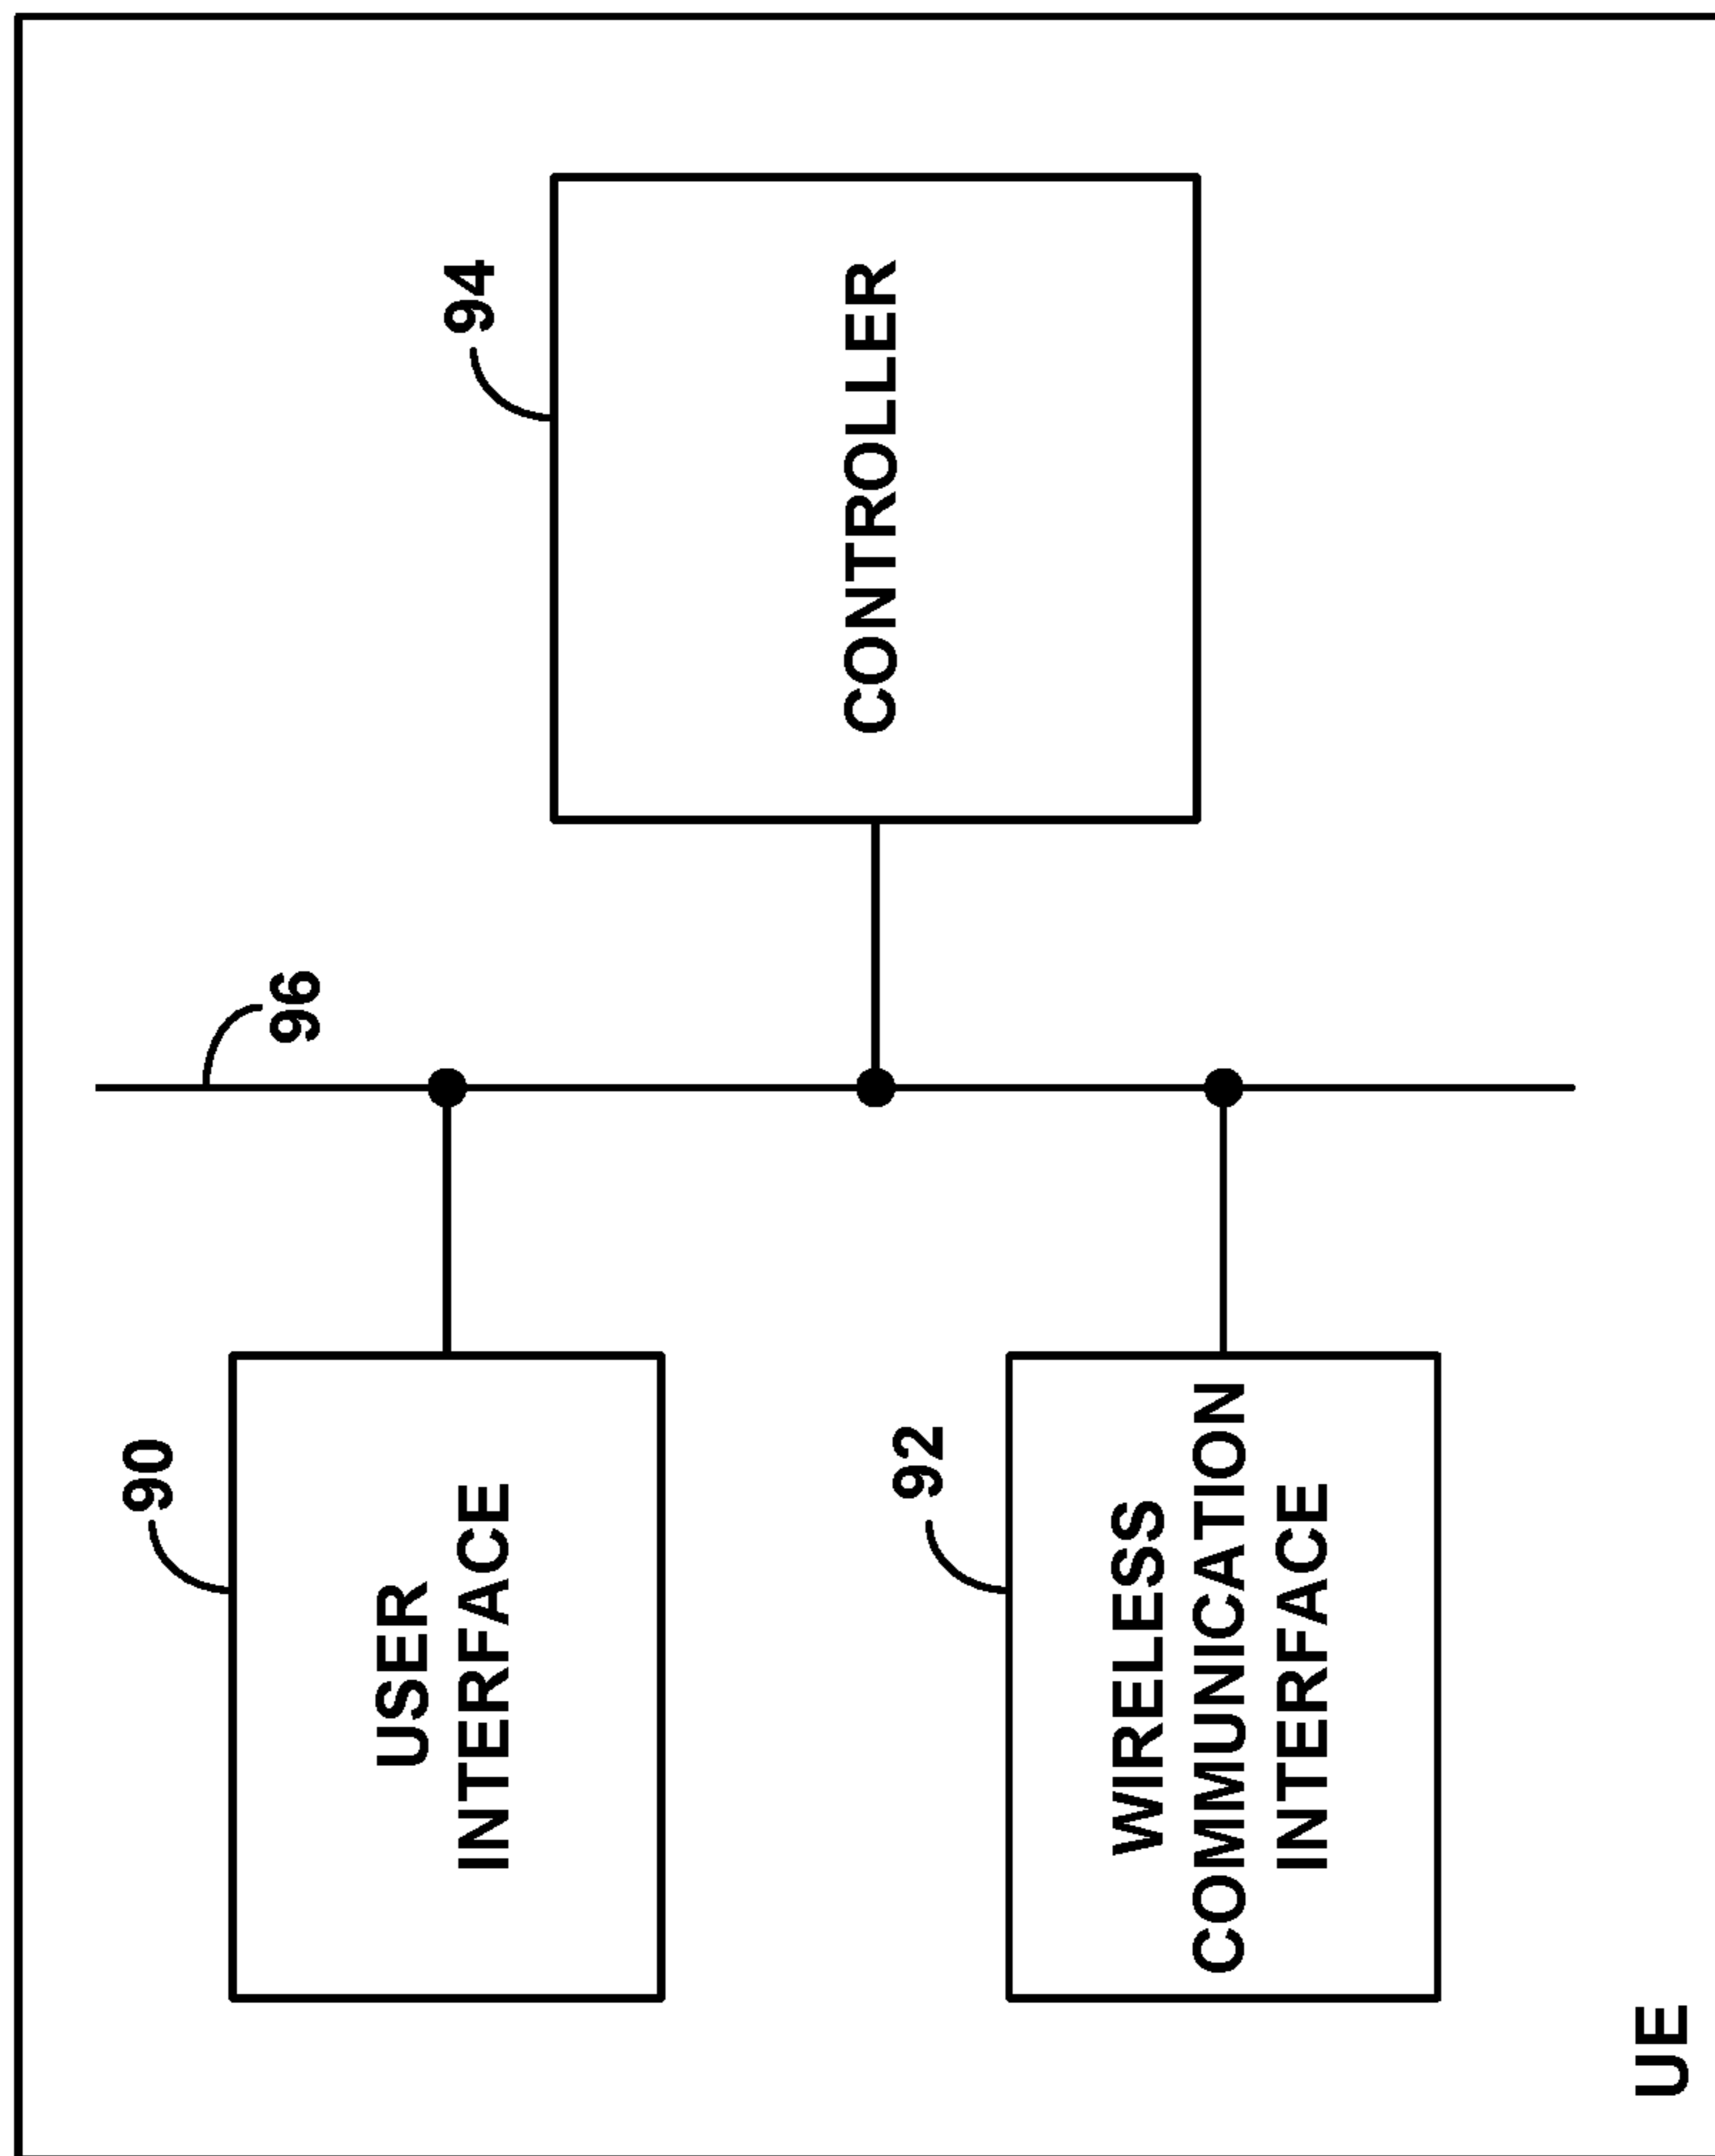 90
USER
INTERFACE
96
94
CONTROLLER
92
WIRELESS
COMMUNICATION
INTERFACE
UE